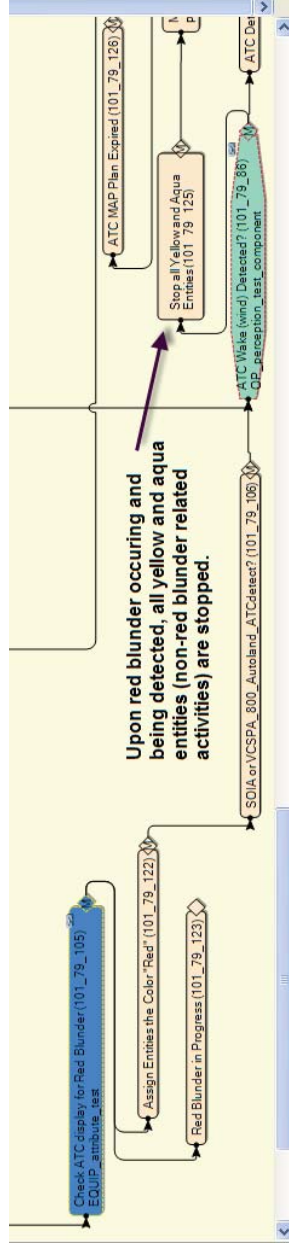 Check ATC display for Red Blunder (101_79_105)
EQUIP_attribute_test
Assign Entities the Color "Red" (101_79_122)
Red Blunder in Progress (101_79_123)
Upon red blunder occuring and
being detected, all yellow and aqua
entities (non-red blunder related
activities) are stopped.
SOIA or VCSPA_800_Autoland_ATCdetect? (101_79_106)
ATC MAP Plan Expired (101_79_126)
Stop all Yellow and Aqua
Entities (101_79_125)
ATC Wake (wind) Detected? (101_79_86)
OP_perception_test_component
ATC Det